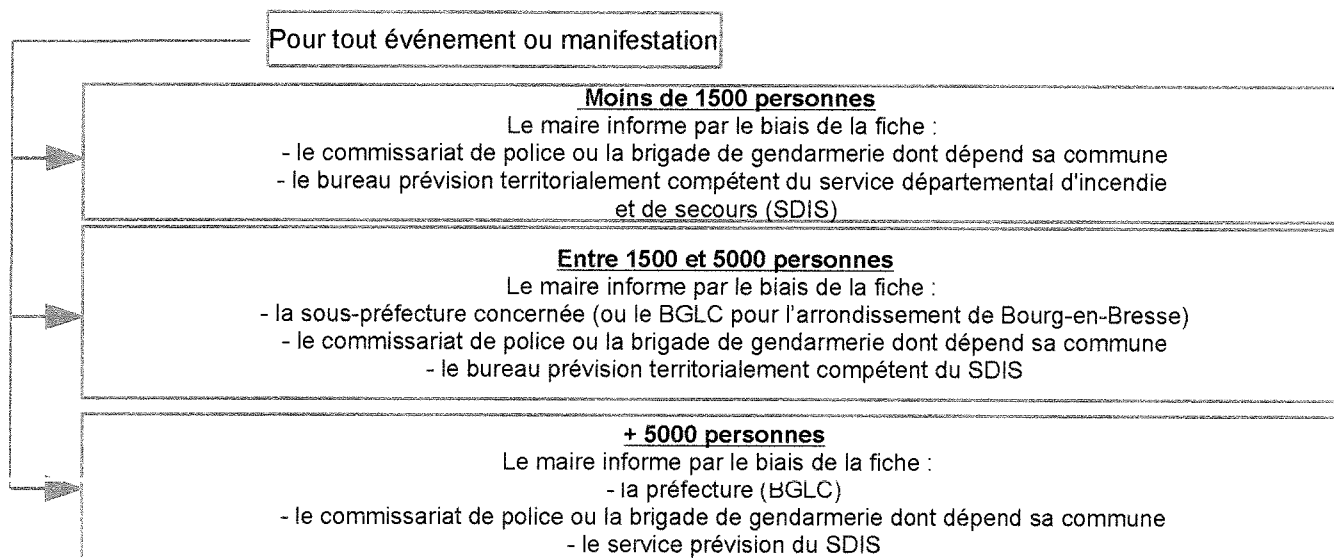 Pour tout événement ou manifestation
Moins de 1500 personnes
Le maire informe par le biais de la fiche :
- le commissariat de police ou la brigade de gendarmerie dont dépend sa commune
- le bureau prévision territorialement compétent du service départemental d'incendie
et de secours (SDIS)
Entre 1500 et 5000 personnes
Le maire informe par le biais de la fiche :
- la sous-préfecture concernée (ou le BGLC pour l'arrondissement de Bourg-en-Bresse)
- le commissariat de police ou la brigade de gendarmerie dont dépend sa commune
- le bureau prévision territorialement compétent du SDIS
+ 5000 personnes
Le maire informe par le biais de la fiche :
- la préfecture (BGLC)
- le commissariat de police ou la brigade de gendarmerie dont dépend sa commune
- le service prévision du SDIS